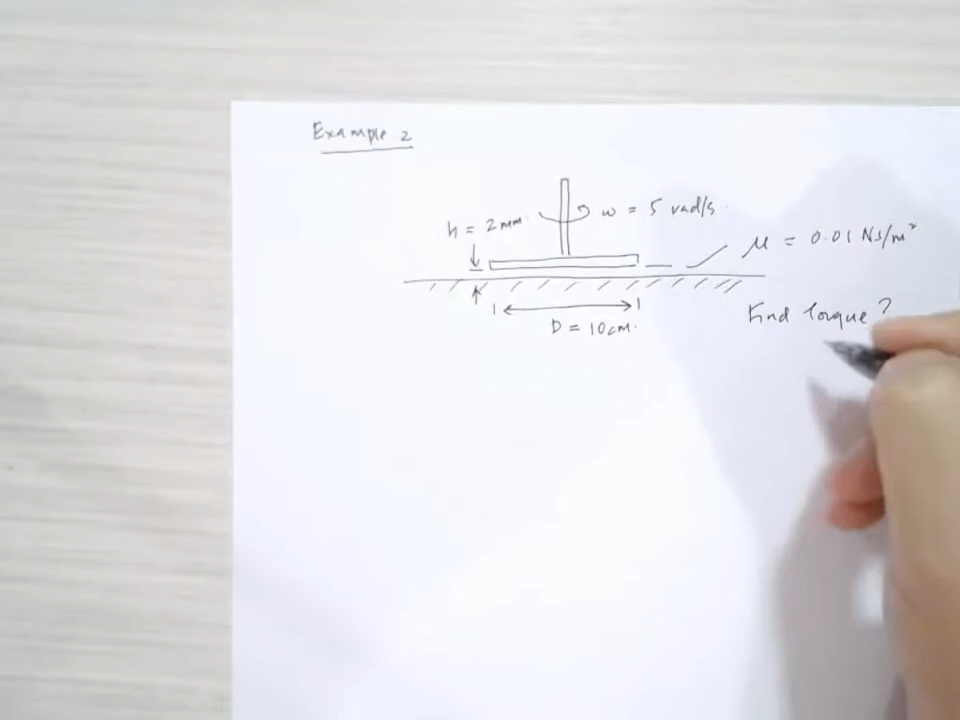 Example 2
h = 2mm.
ω = 5 rad/s.
μ = 0.01 Ns/m²
D = 10cm.
Find torque?